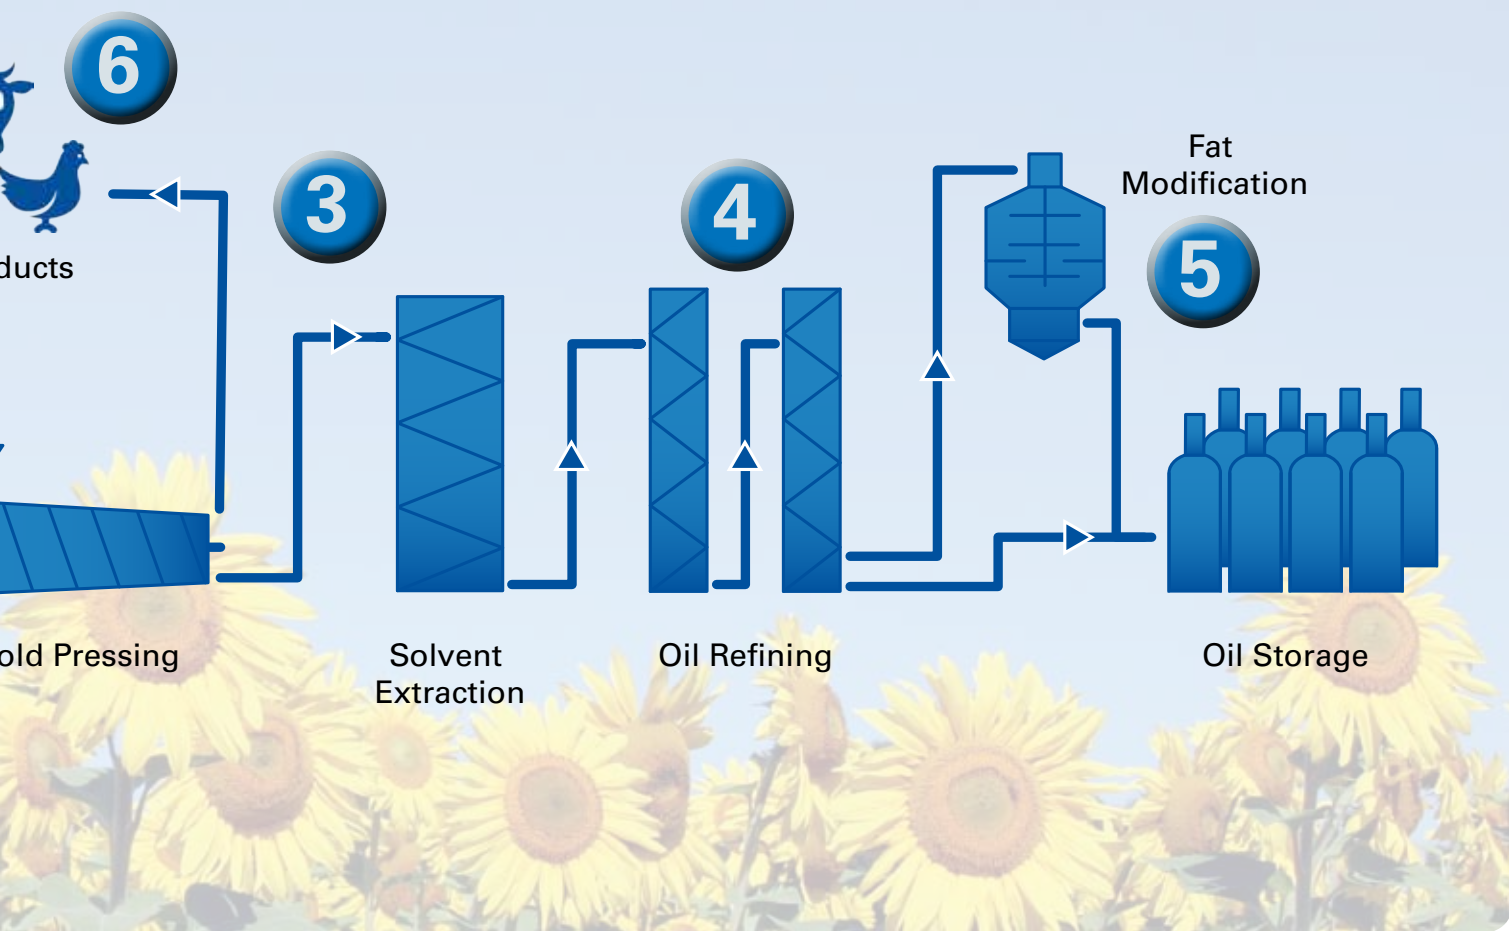 6
3
4
Fat
Modification
5
ducts
old Pressing
Solvent
Extraction
Oil Refining
Oil Storage